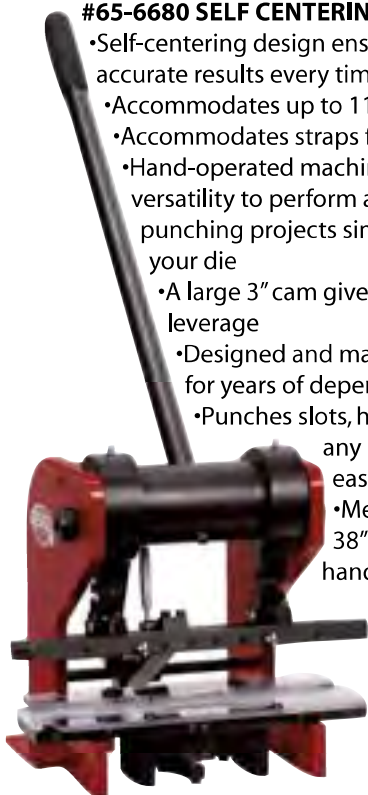 #65-6680 SELF CENTERIN
•Self-centering design ens
accurate results every tim
•Accommodates up to 11
•Accommodates straps f
•Hand-operated machin
versatility to perform a
punching projects sin
your die
•A large 3” cam give
leverage
•Designed and ma
for years of deper
•Punches slots, h
any
eas
•Me
38”
hand